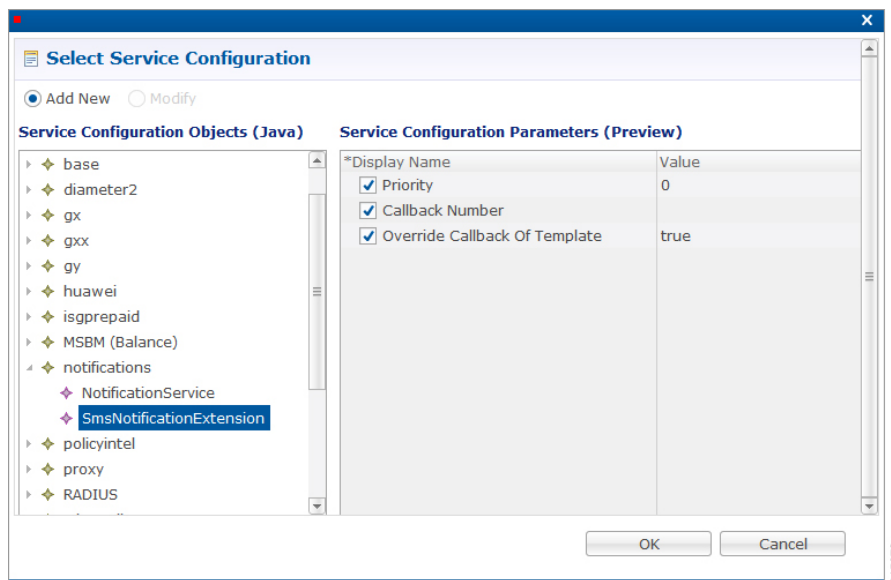 X
Select Service Configuration
Add New Modify
Service Configuration Objects (Java)
base
diameter2
gx
gxx
gy
huawei
isgprepaid
MSBM (Balance)
notifications
NotificationService
SmsNotificationExtension
policyintel
proxy
RADIUS
Service Configuration Parameters (Preview)
*Display Name Value
Priority 0
Callback Number
Override Callback Of Template true
OK Cancel